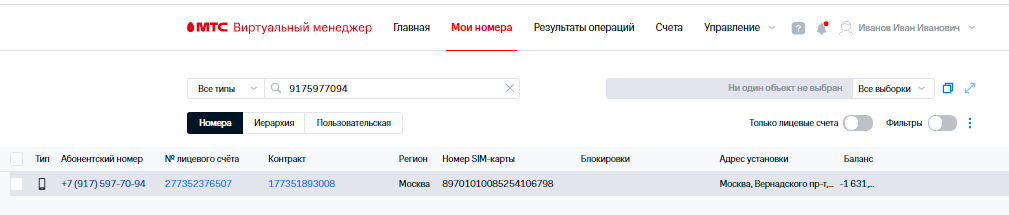 МТС Виртуальный менеджер Главная Мои номера Результаты операций Счета Управление ? Иванов Иван Иванович
Все типы 9175977094 Ни один объект не выбран Все выборки
Номера Иерархия Пользовательская Только лицевые счета Фильтры
Тип Абонентский номер № лицевого счёта Контракт Регион Номер SIM-карты Блокировки Адрес установки Баланс
+7 (917) 597-70-94 277352376507 177351893008 Москва 89701010085254106798 Москва, Вернадского пр-т,... -1 631,...